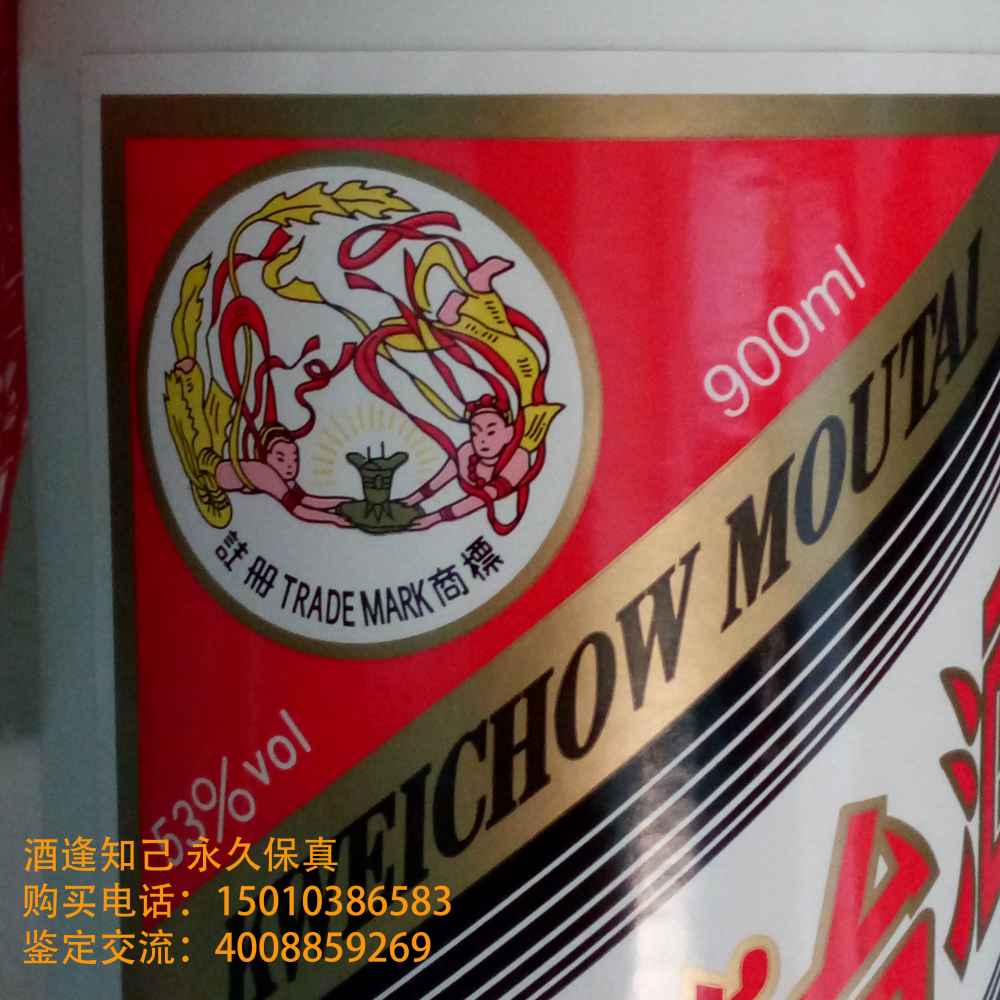 900ml
KWEICHOW MOUTAI
註冊 TRADE MARK 商標
53% vol
酒逢知己 永久保真
购买电话：15010386583
鉴定交流：4008859269